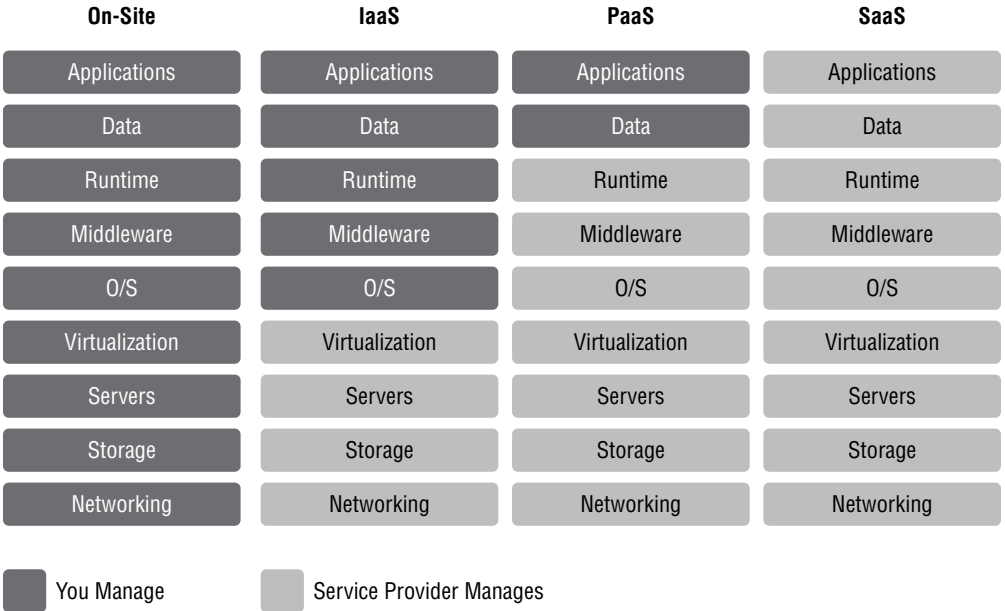 On-Site IaaS PaaS SaaS
Applications Applications Applications Applications
Data Data Data Data
Runtime Runtime Runtime Runtime
Middleware Middleware Middleware Middleware
O/S O/S O/S O/S
Virtualization Virtualization Virtualization Virtualization
Servers Servers Servers Servers
Storage Storage Storage Storage
Networking Networking Networking Networking
You Manage Service Provider Manages